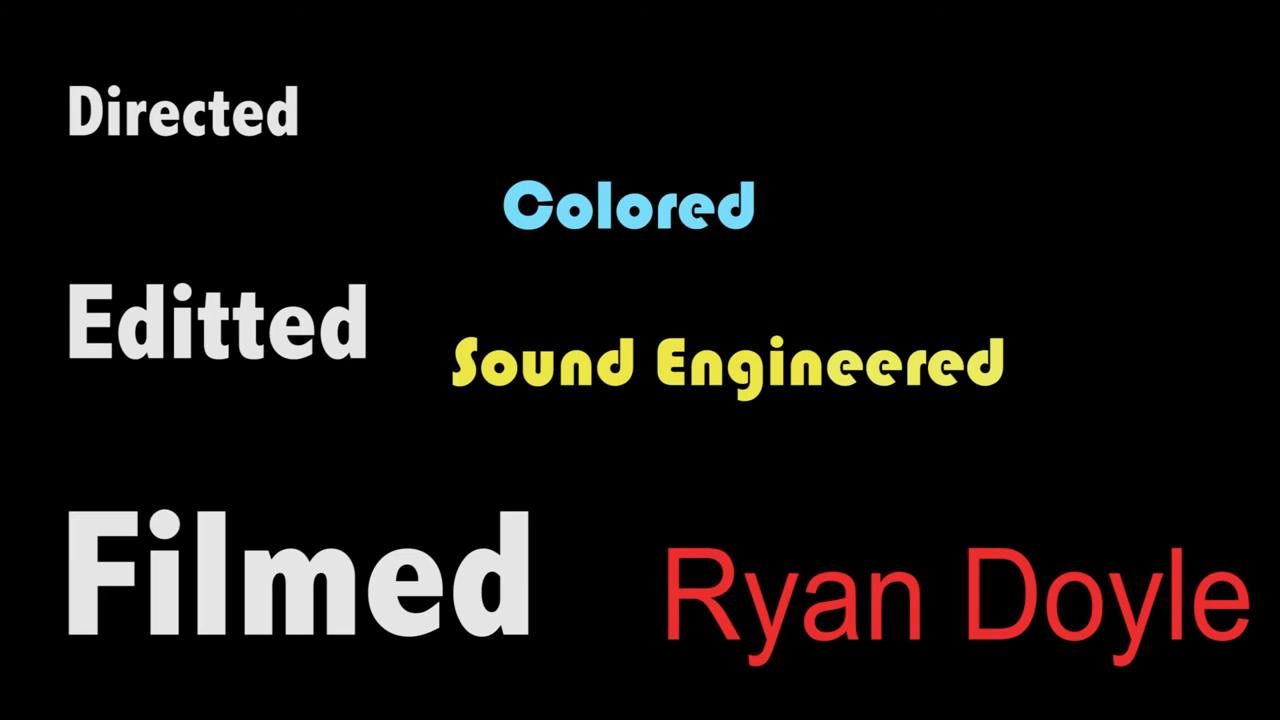 Directed
Colored
Editted
Sound Engineered
Filmed
Ryan Doyle